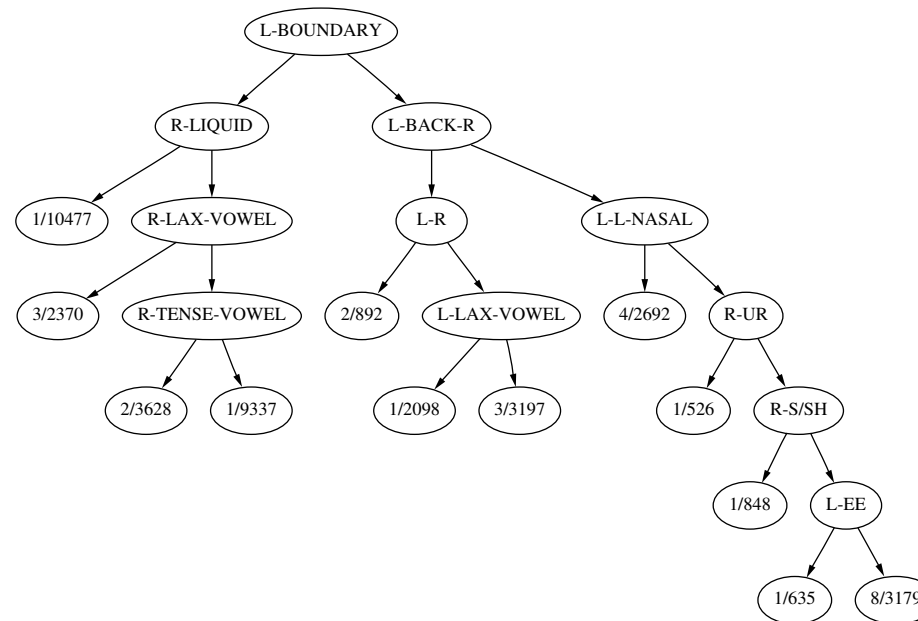 L-BOUNDARY
R-LIQUID
L-BACK-R
1/10477
R-LAX-VOWEL
L-R
L-L-NASAL
3/2370
R-TENSE-VOWEL
2/892
L-LAX-VOWEL
4/2692
R-UR
2/3628
1/9337
1/2098
3/3197
1/526
R-S/SH
1/848
L-EE
1/635
8/3179